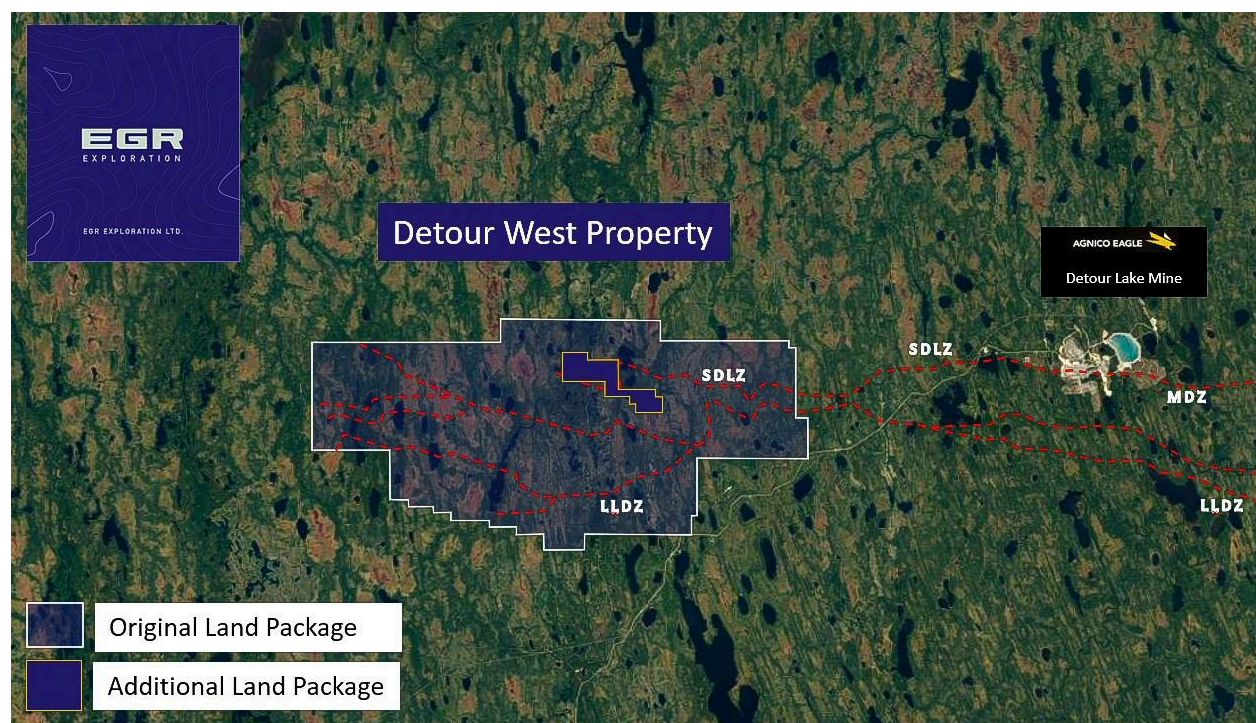 EGR
EXPLORATION
EGR EXPLORATION LTD.
Detour West Property
AGNICO EAGLE
Detour Lake Mine
SDLZ
SDLZ
MDZ
LLDZ
LLDZ
Original Land Package
Additional Land Package